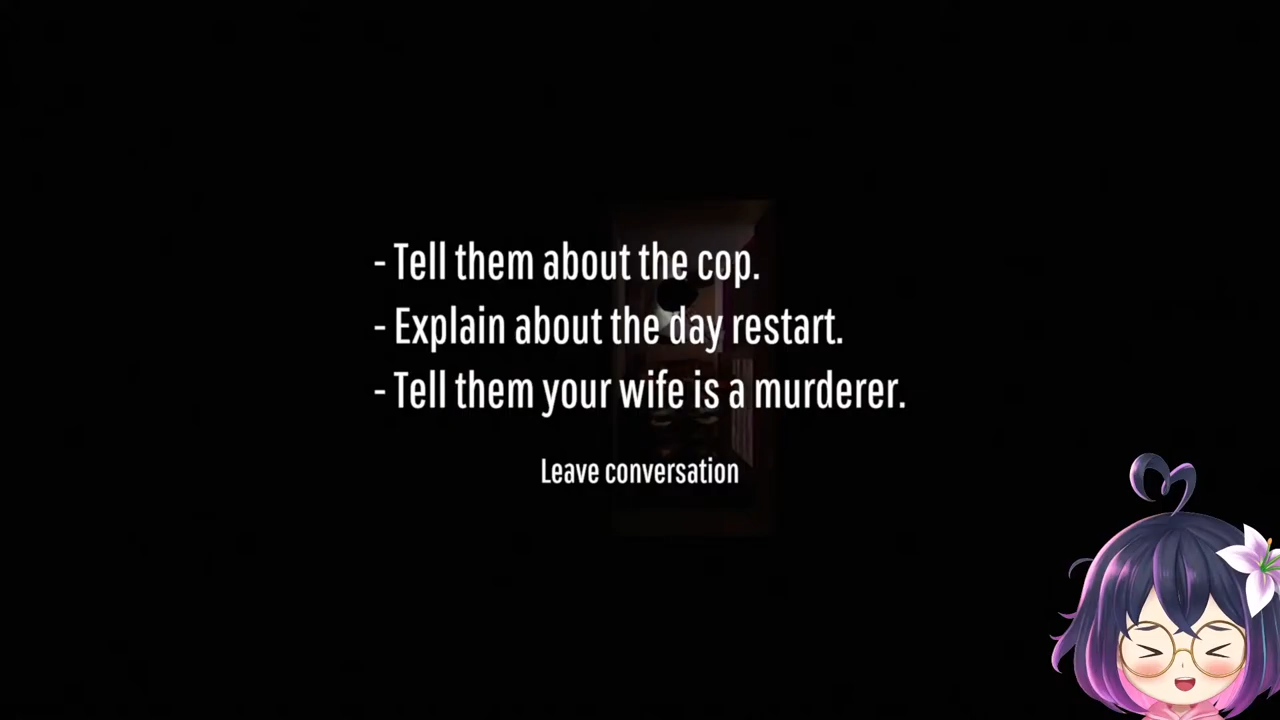 - Tell them about the cop.
- Explain about the day restart.
- Tell them your wife is a murderer.
Leave conversation